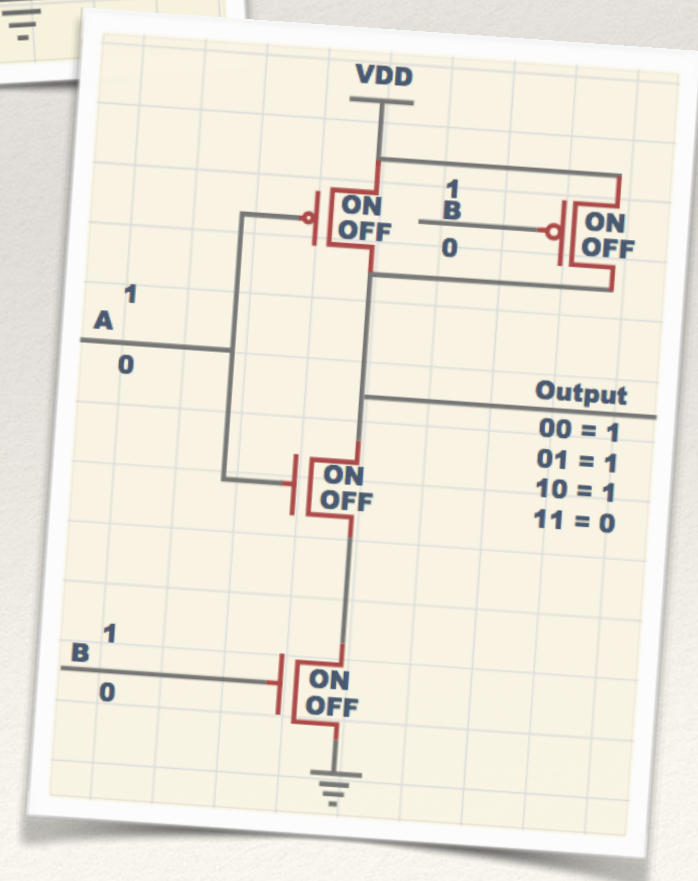 VDD
1
B
0
ON
OFF
ON
OFF
1
A
0
Output
00 = 1
01 = 1
10 = 1
11 = 0
ON
OFF
1
B
0
ON
OFF